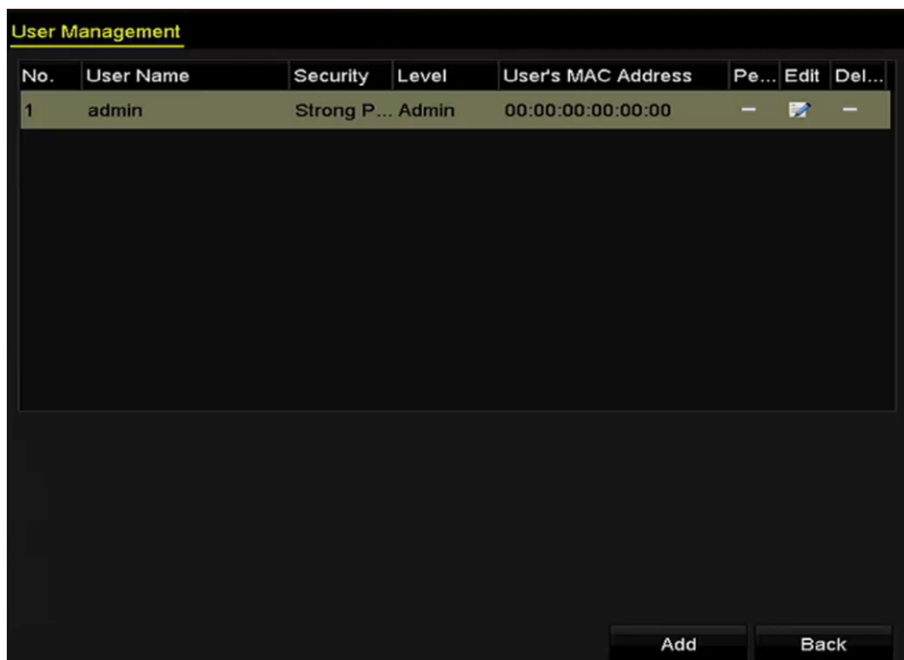 User Management
No. User Name Security Level User's MAC Address Pe... Edit Del...
1 admin Strong P... Admin 00:00:00:00:00:00 – –
Add Back